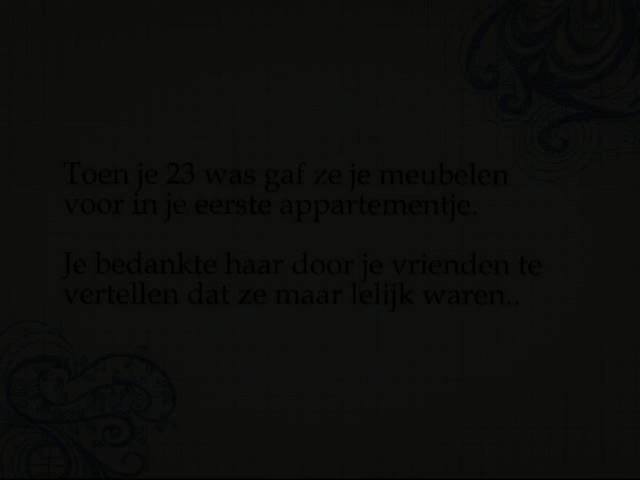 Toen je 23 was gaf ze je meubelen
voor in je eerste appartementje.
Je bedankte haar door je vrienden te
vertellen dat ze maar lelijk waren..